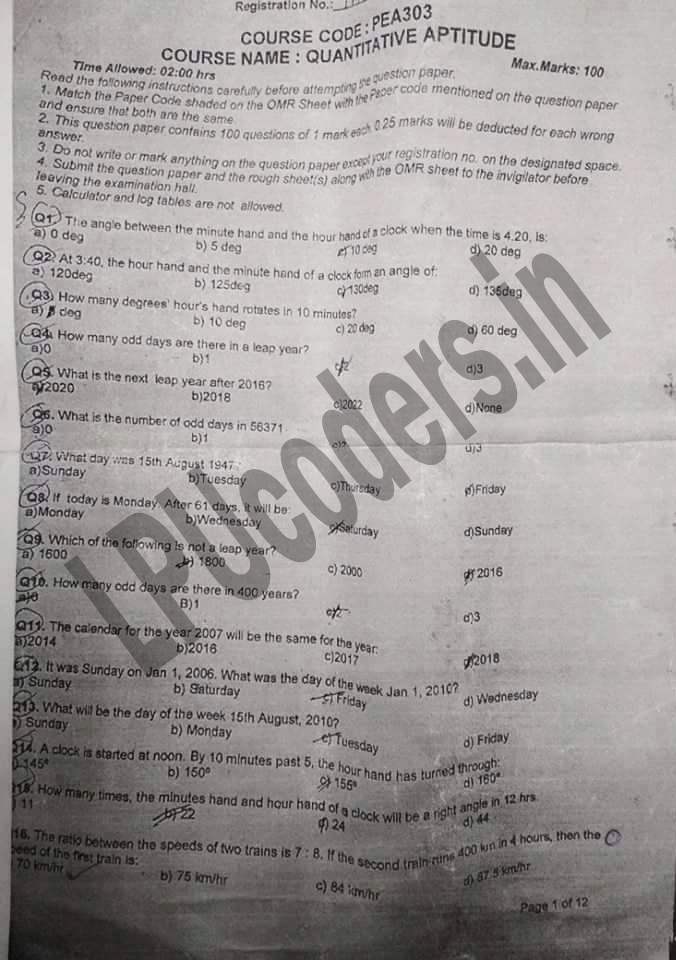 Registration No.:
COURSE CODE: PEA303
COURSE NAME : QUANTITATIVE APTITUDE
Time Allowed: 02:00 hrs Max.Marks: 100
Read the following instructions carefully before attempting the question paper.
1. Match the Paper Code shaded on the OMR Sheet with the Paper code mentioned on the question paper
and ensure that both are the same.
2. This question paper contains 100 questions of 1 mark each. 0.25 marks will be deducted for each wrong
answer.
3. Do not write or mark anything on the question paper except your registration no. on the designated space.
4. Submit the question paper and the rough sheet(s) along with the OMR sheet to the invigilator before
leaving the examination hall.
5. Calculator and log tables are not allowed.
Q1. The angle between the minute hand and the hour hand of a clock when the time is 4.20, is:
a) 0 deg b) 5 deg c) 10 deg d) 20 deg
Q2. At 3:40, the hour hand and the minute hand of a clock form an angle of:
a) 120deg b) 125deg c) 130deg d) 135deg
Q3. How many degrees' hour's hand rotates in 10 minutes?
a) deg b) 10 deg c) 20 deg d) 60 deg
Q4. How many odd days are there in a leap year?
a)0 b)1 c)2 d)3
Q5. What is the next leap year after 2016?
a)2020 b)2018 c)2022 d)None
Q6. What is the number of odd days in 56371
a)0 b)1 c)2 d)3
Q7. What day was 15th August 1947
a)Sunday b)Tuesday c)Thursday d)Friday
Q8. If today is Monday. After 61 days, it will be:
a)Monday b)Wednesday c)Saturday d)Sunday
Q9. Which of the following is not a leap year?
a) 1600 b) 1800 c) 2000 d) 2016
Q10. How many odd days are there in 400 years?
a)0 B)1 c)2 d)3
Q11. The calendar for the year 2007 will be the same for the year:
a)2014 b)2016 c)2017 d)2018
Q12. It was Sunday on Jan 1, 2006. What was the day of the week Jan 1, 2010?
a) Sunday b) Saturday c) Friday d) Wednesday
Q13. What will be the day of the week 15th August, 2010?
) Sunday b) Monday c) Tuesday d) Friday
Q14. A clock is started at noon. By 10 minutes past 5, the hour hand has turned through:
145º b) 150º c) 155º d) 160º
Q15. How many times, the minutes hand and hour hand of a clock will be a right angle in 12 hrs.
) 11 b) 22 c) 24 d) 44
16. The ratio between the speeds of two trains is 7 : 8. If the second train runs 400 km in 4 hours, then the
speed of the first train is:
70 km/hr b) 75 km/hr c) 84 km/hr d) 87.5 km/hr
Page 1 of 12
LPUcoders.in